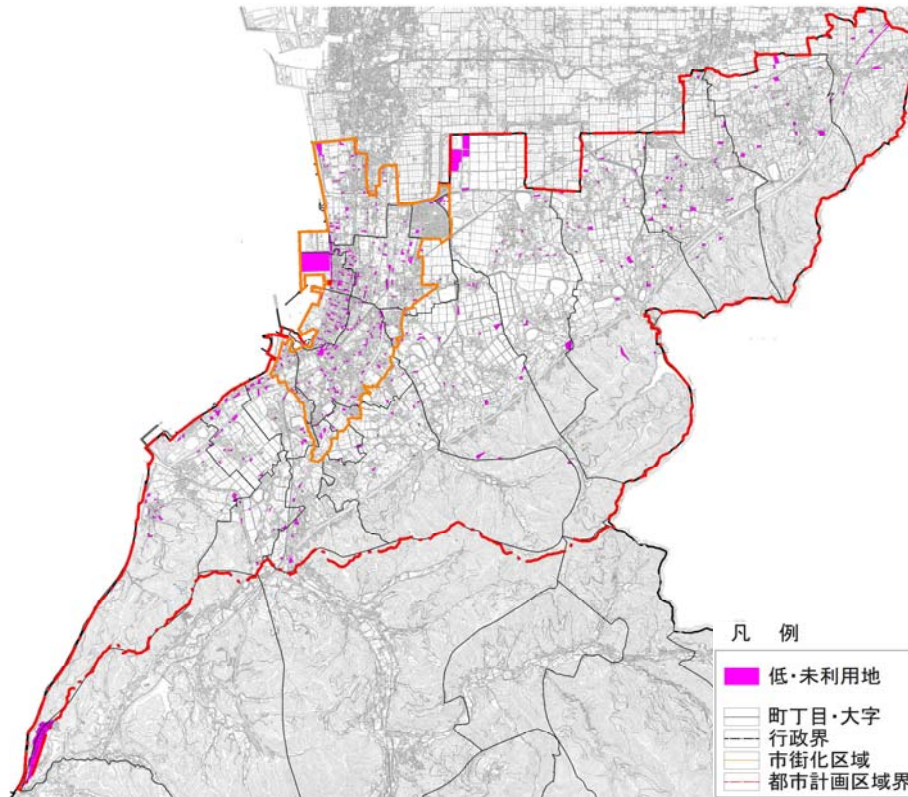 凡 例
低・未利用地
町丁目・大字
行政界
市街化区域
都市計画区域界